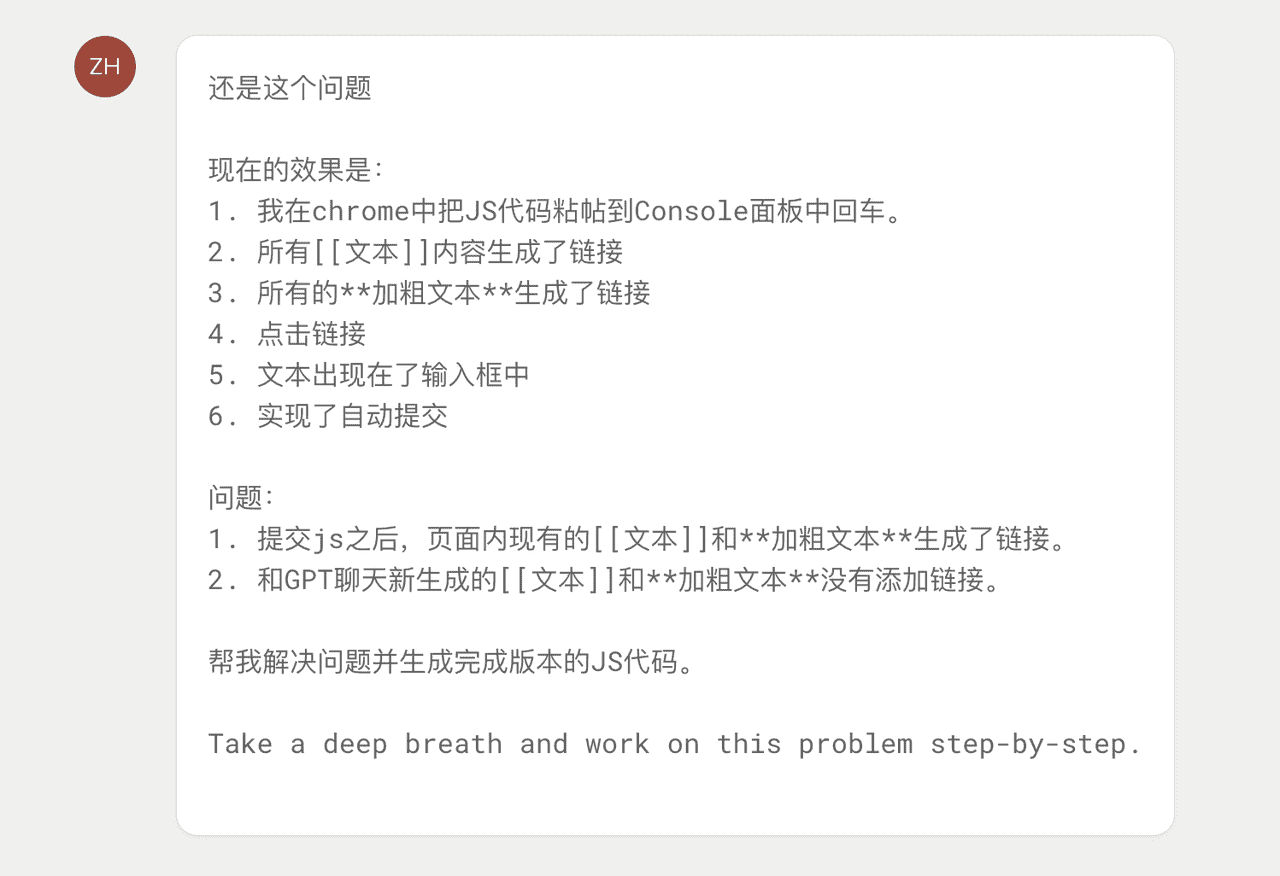 ZH
还是这个问题
现在的效果是：
1. 我在chrome中把JS代码粘帖到Console面板中回车。
2. 所有[[文本]]内容生成了链接
3. 所有的**加粗文本**生成了链接
4. 点击链接
5. 文本出现在了输入框中
6. 实现了自动提交
问题：
1. 提交js之后，页面内现有的[[文本]]和**加粗文本**生成了链接。
2. 和GPT聊天新生成的[[文本]]和**加粗文本**没有添加链接。
帮我解决问题并生成完成版本的JS代码。
Take a deep breath and work on this problem step-by-step.